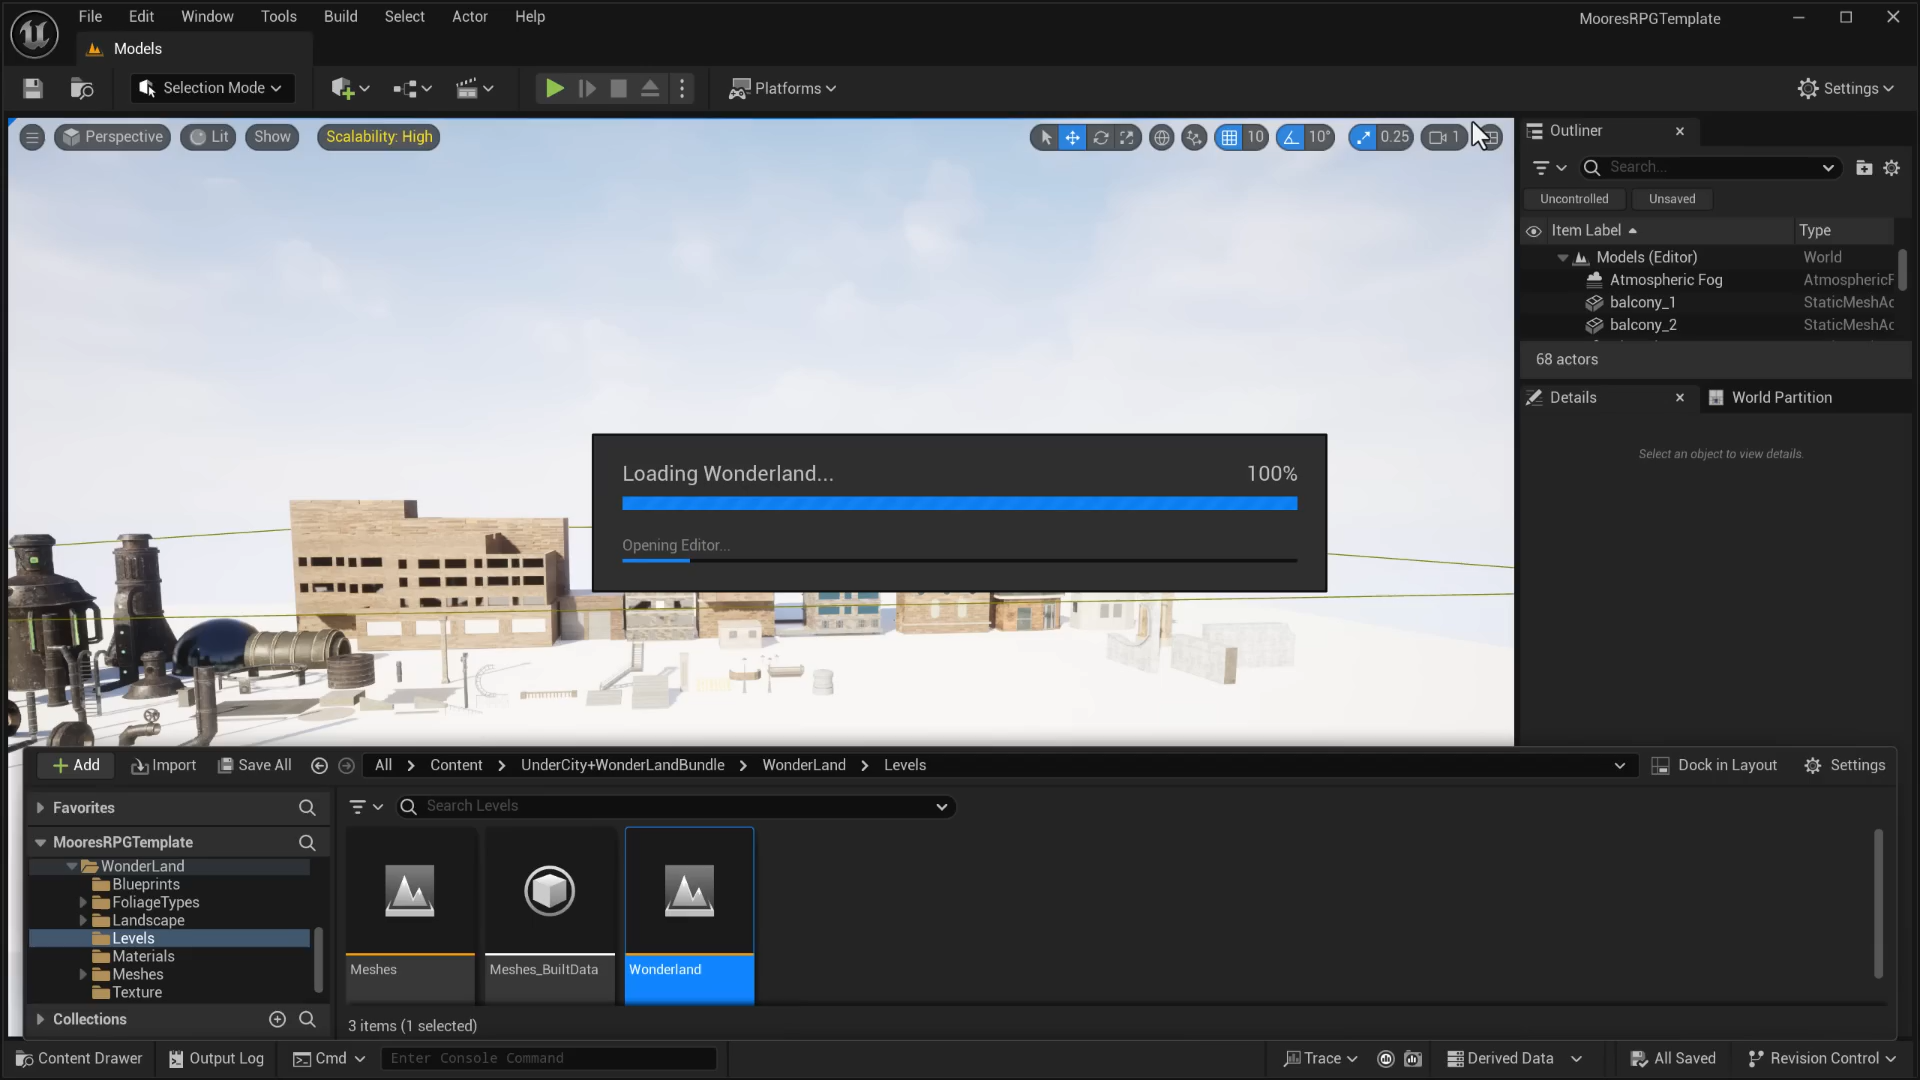 File Edit Window Tools Build Select Actor Help
MooresRPGTemplate
Models
Selection Mode
Platforms
Settings
Perspective Lit Show Scalability: High
10 10° 0.25 1
Outliner
Search...
Uncontrolled Unsaved
Item Label Type
Models (Editor) World
Atmospheric Fog AtmosphericF
balcony_1 StaticMeshAc
balcony_2 StaticMeshAc
68 actors
Details World Partition
Select an object to view details.
Loading Wonderland... 100%
Opening Editor...
Add Import Save All All Content UnderCity+WonderLandBundle WonderLand Levels Dock in Layout Settings
Favorites
Search Levels
MooresRPGTemplate
WonderLand
Blueprints
FoliageTypes
Landscape
Levels
Materials
Meshes
Texture
Collections
Meshes Meshes_BuiltData Wonderland
3 items (1 selected)
Content Drawer Output Log Cmd Enter Console Command Trace Derived Data All Saved Revision Control